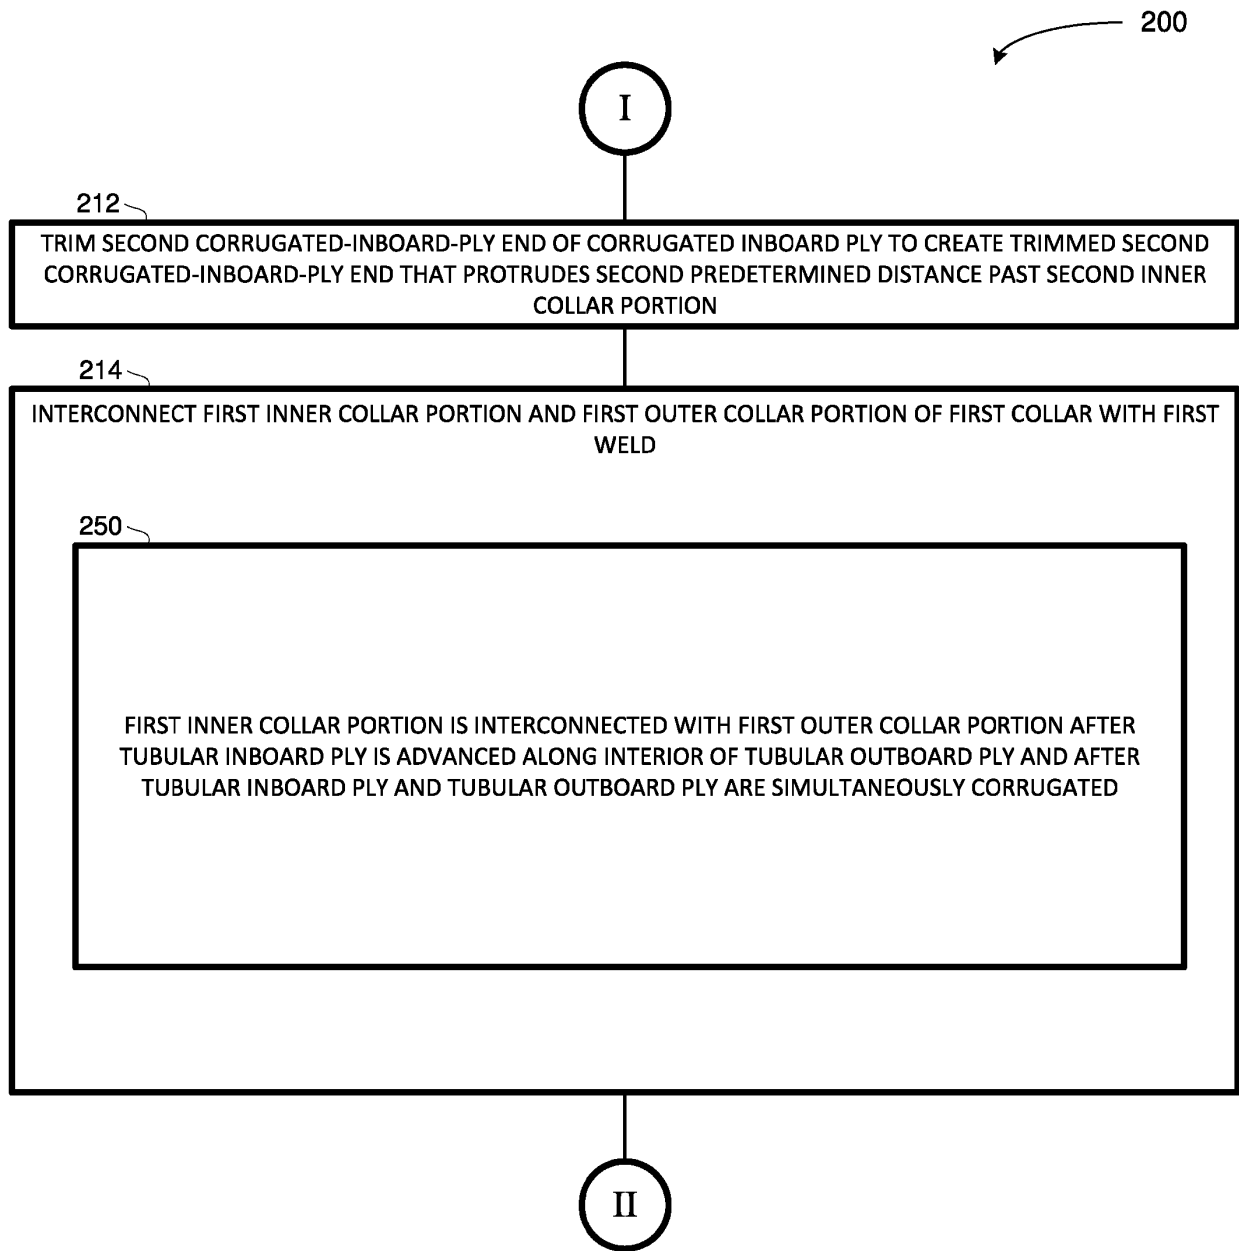 200
I
212
TRIM SECOND CORRUGATED-INBOARD-PLY END OF CORRUGATED INBOARD PLY TO CREATE TRIMMED SECOND
CORRUGATED-INBOARD-PLY END THAT PROTRUDES SECOND PREDETERMINED DISTANCE PAST SECOND INNER
COLLAR PORTION
214
INTERCONNECT FIRST INNER COLLAR PORTION AND FIRST OUTER COLLAR PORTION OF FIRST COLLAR WITH FIRST
WELD
250
FIRST INNER COLLAR PORTION IS INTERCONNECTED WITH FIRST OUTER COLLAR PORTION AFTER
TUBULAR INBOARD PLY IS ADVANCED ALONG INTERIOR OF TUBULAR OUTBOARD PLY AND AFTER
TUBULAR INBOARD PLY AND TUBULAR OUTBOARD PLY ARE SIMULTANEOUSLY CORRUGATED
II